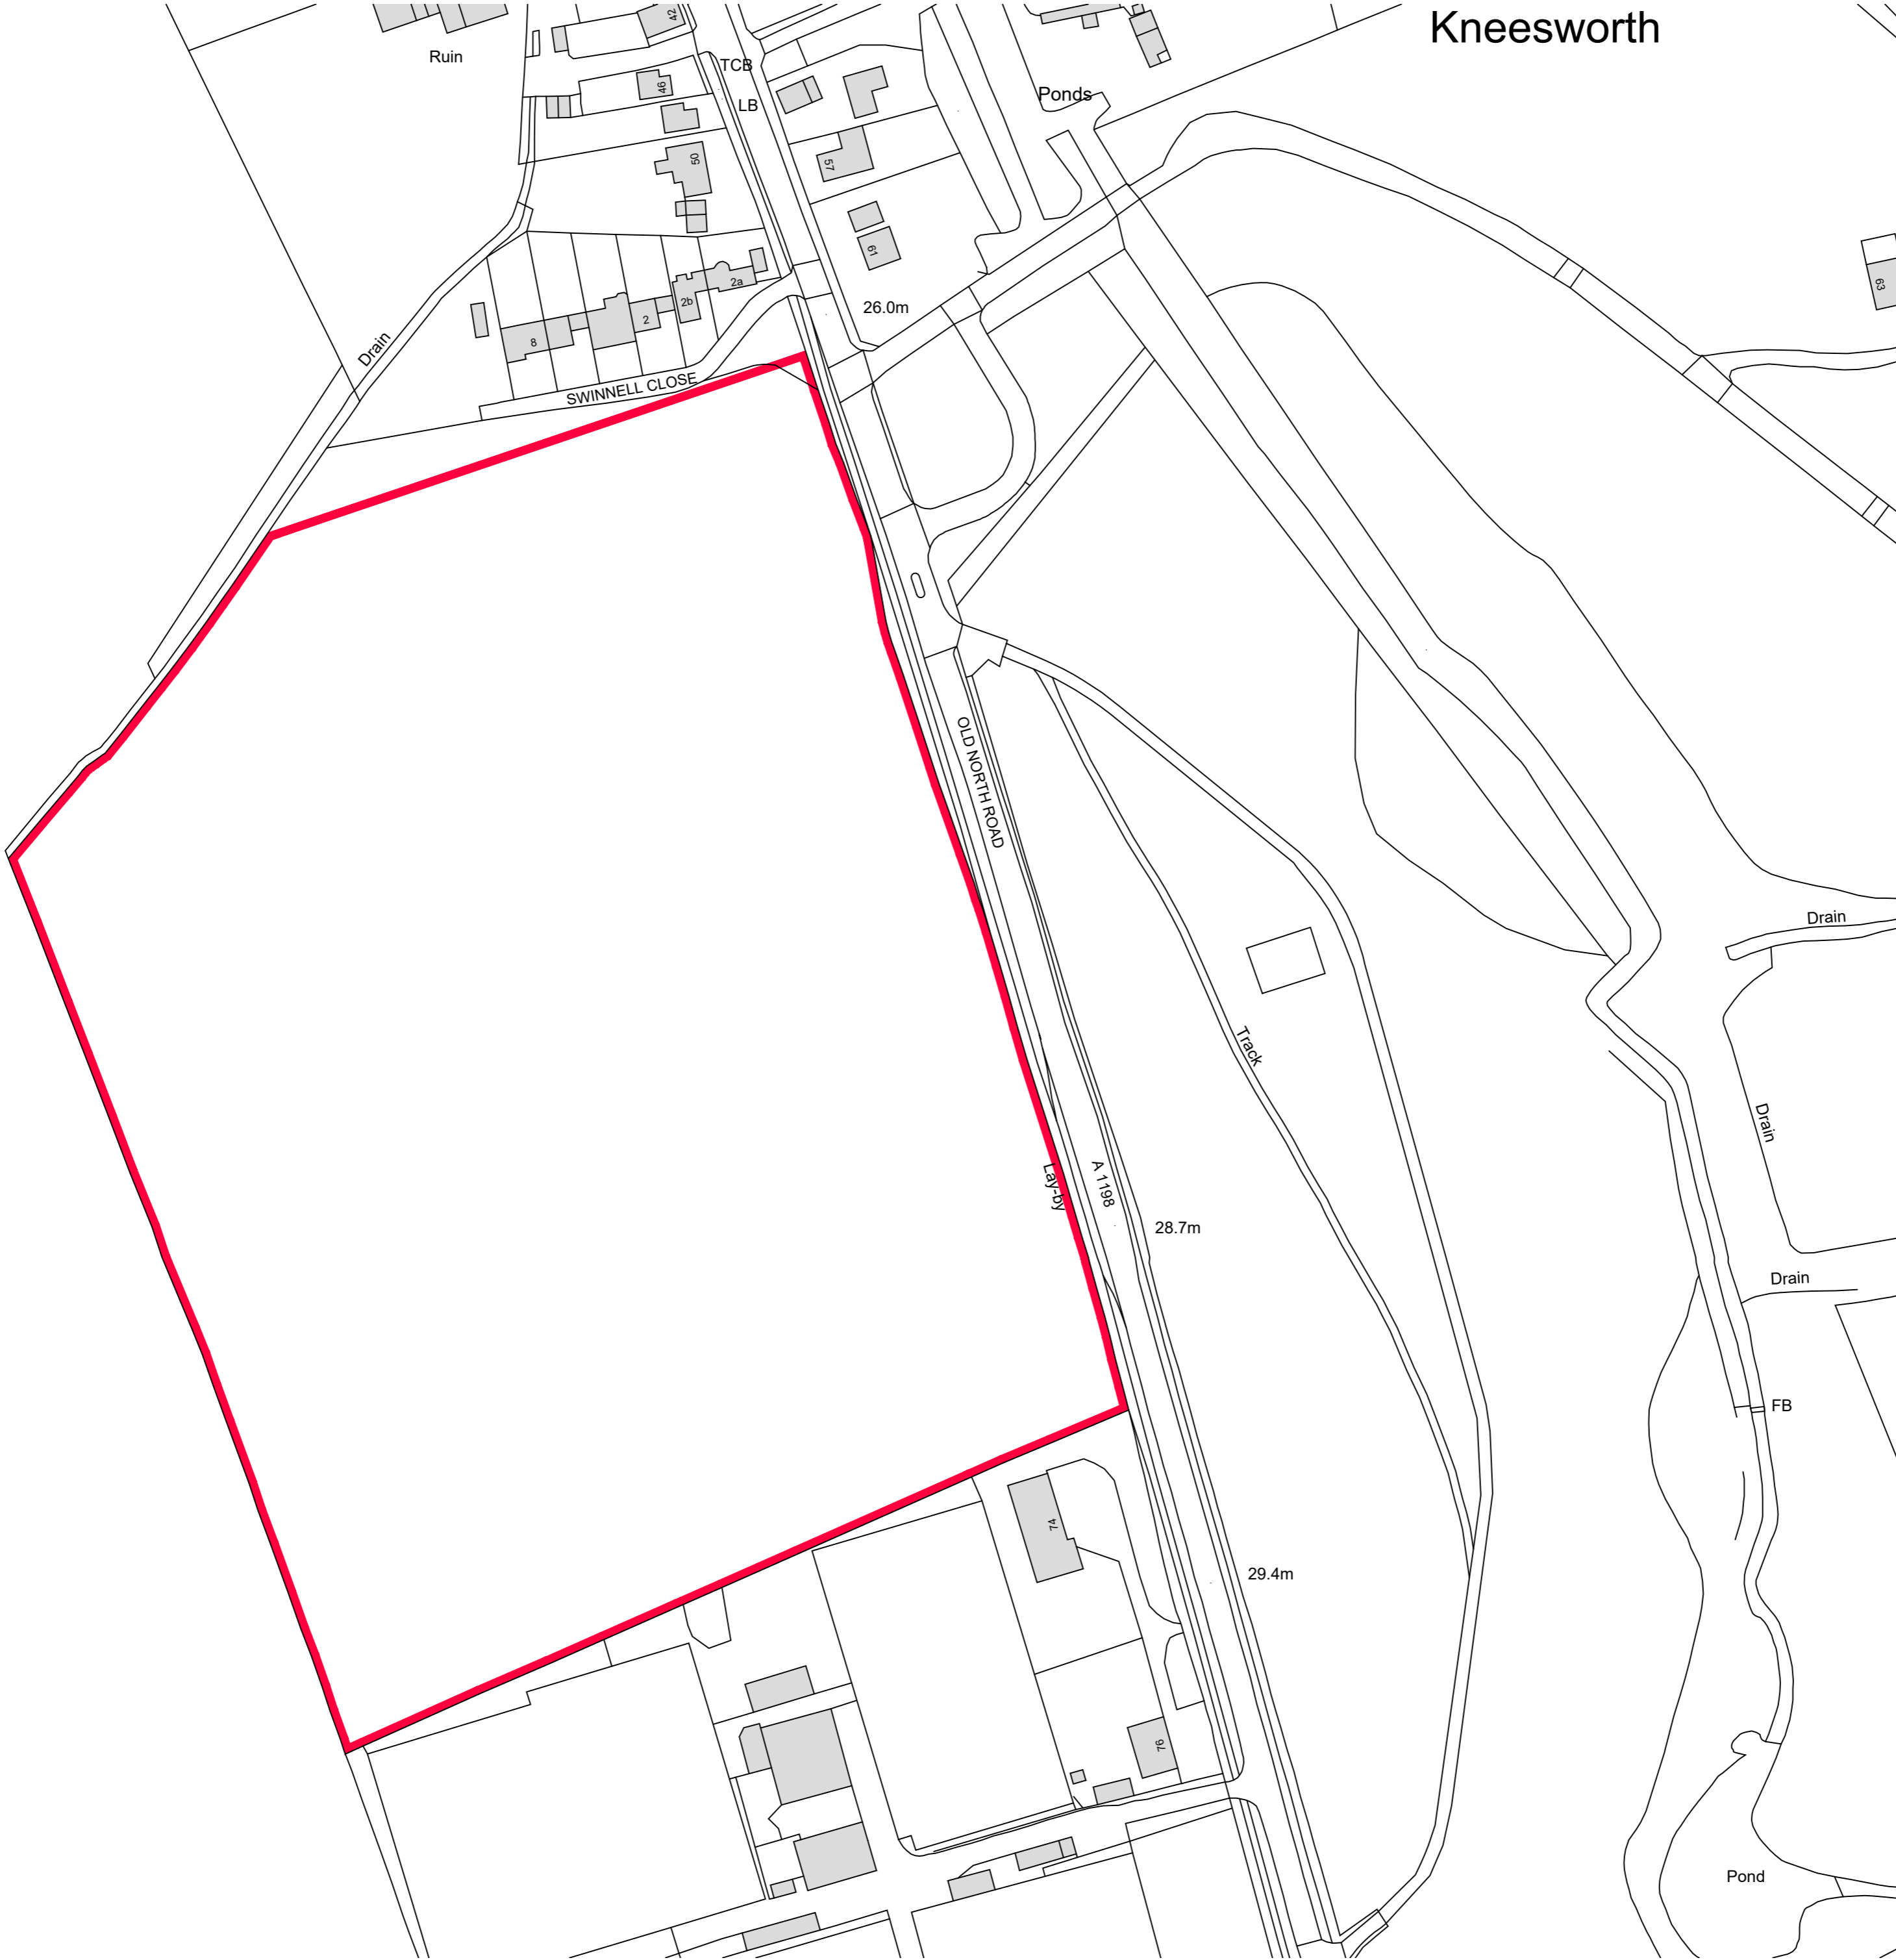 Kneesworth
42
Ruin
TCB
46
Ponds
LB
50
57
61
63
2a
2b
26.0m
2
8
Drain
SWINNELL CLOSE
OLD NORTH ROAD
Drain
Track
Drain
A 1198
Lay-by
28.7m
Drain
FB
74
29.4m
76
Pond